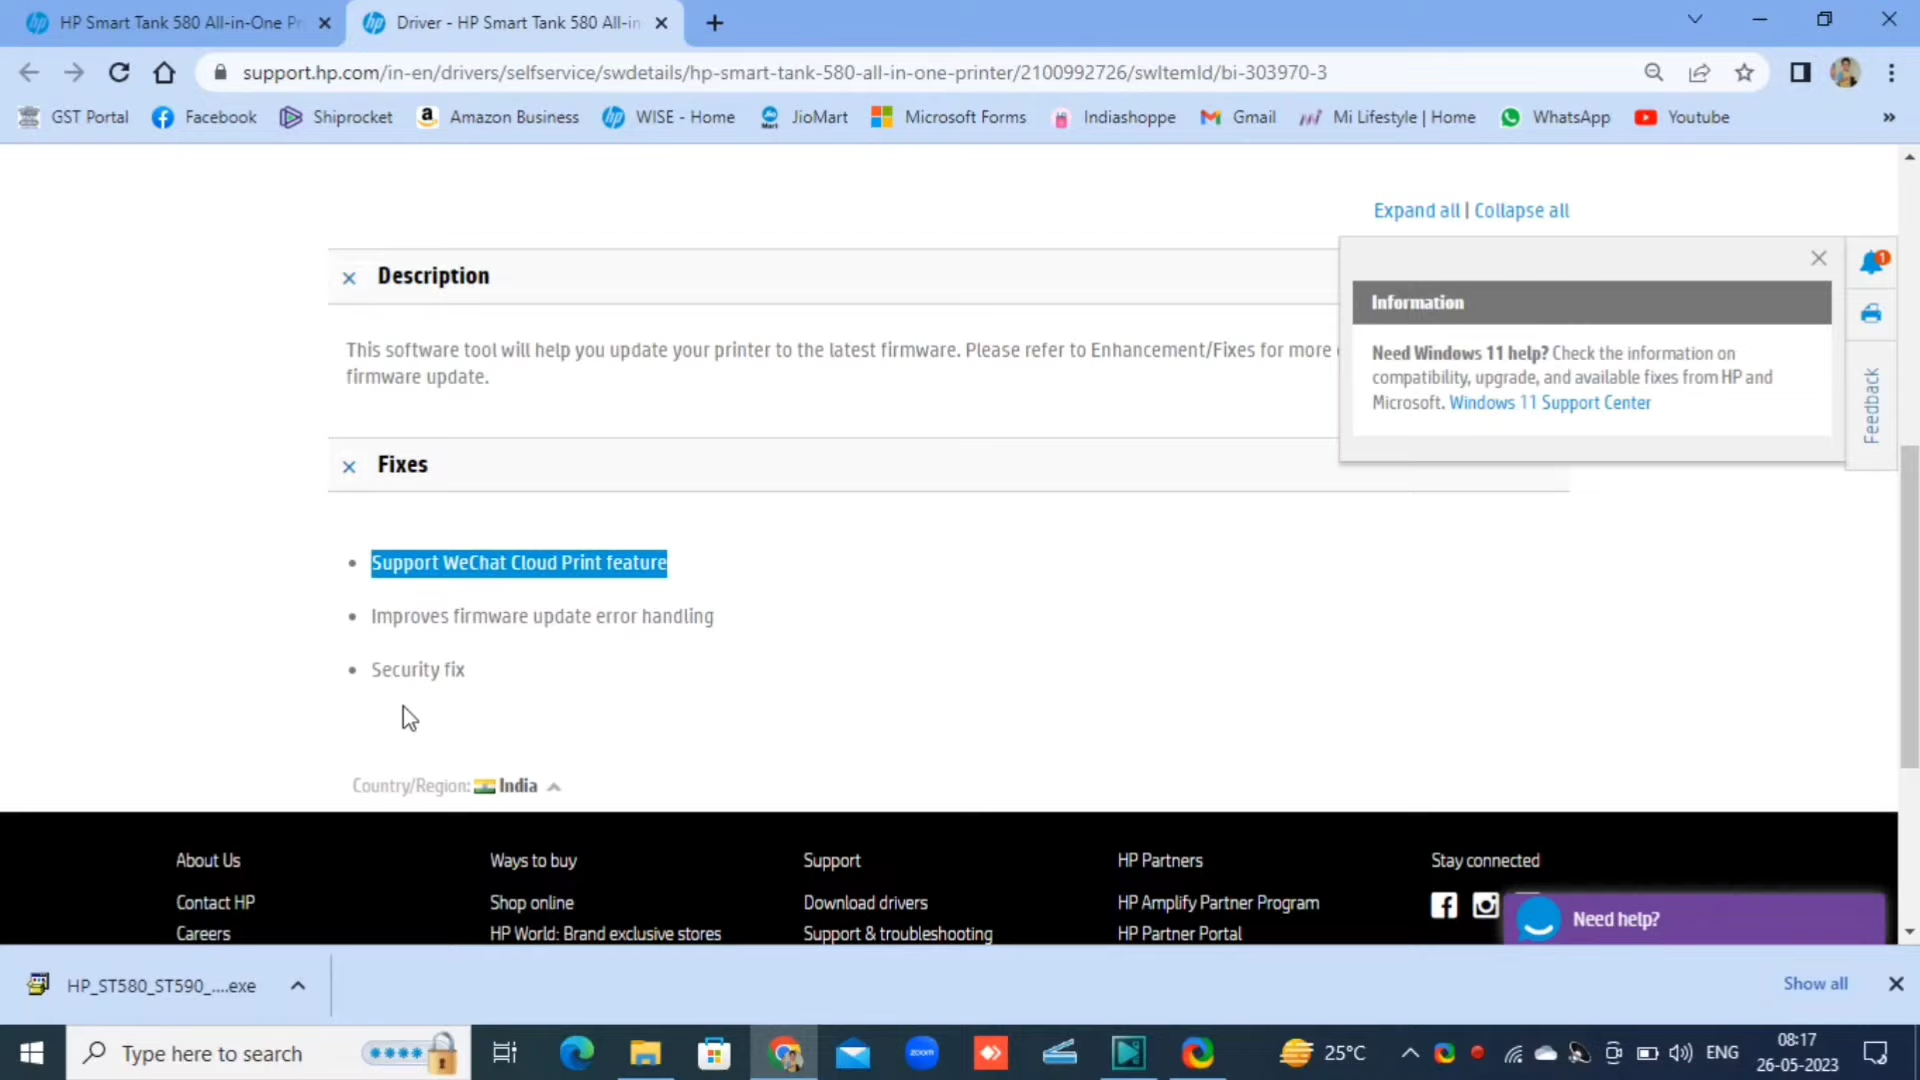 HP Smart Tank 580 All-in-One Pr
Driver - HP Smart Tank 580 All-in
support.hp.com/in-en/drivers/selfservice/swdetails/hp-smart-tank-580-all-in-one-printer/2100992726/swItemId/bi-303970-3
GST Portal
Facebook
Shiprocket
Amazon Business
WISE - Home
JioMart
Microsoft Forms
Indiashoppe
Gmail
Mi Lifestyle | Home
WhatsApp
Youtube
»
Expand all | Collapse all
Description
This software tool will help you update your printer to the latest firmware. Please refer to Enhancement/Fixes for more
firmware update.
Information
1
Need Windows 11 help? Check the information on
compatibility, upgrade, and available fixes from HP and
Microsoft. Windows 11 Support Center
Feedback
Fixes
• Support WeChat Cloud Print feature
• Improves firmware update error handling
• Security fix
Country/Region: India
About Us
Ways to buy
Support
HP Partners
Stay connected
Contact HP
Shop online
Download drivers
HP Amplify Partner Program
Careers
HP World: Brand exclusive stores
Support & troubleshooting
HP Partner Portal
Need help?
HP_ST580_ST590_....exe
Show all
Type here to search
zoom
25°C
ENG
08:17
26-05-2023